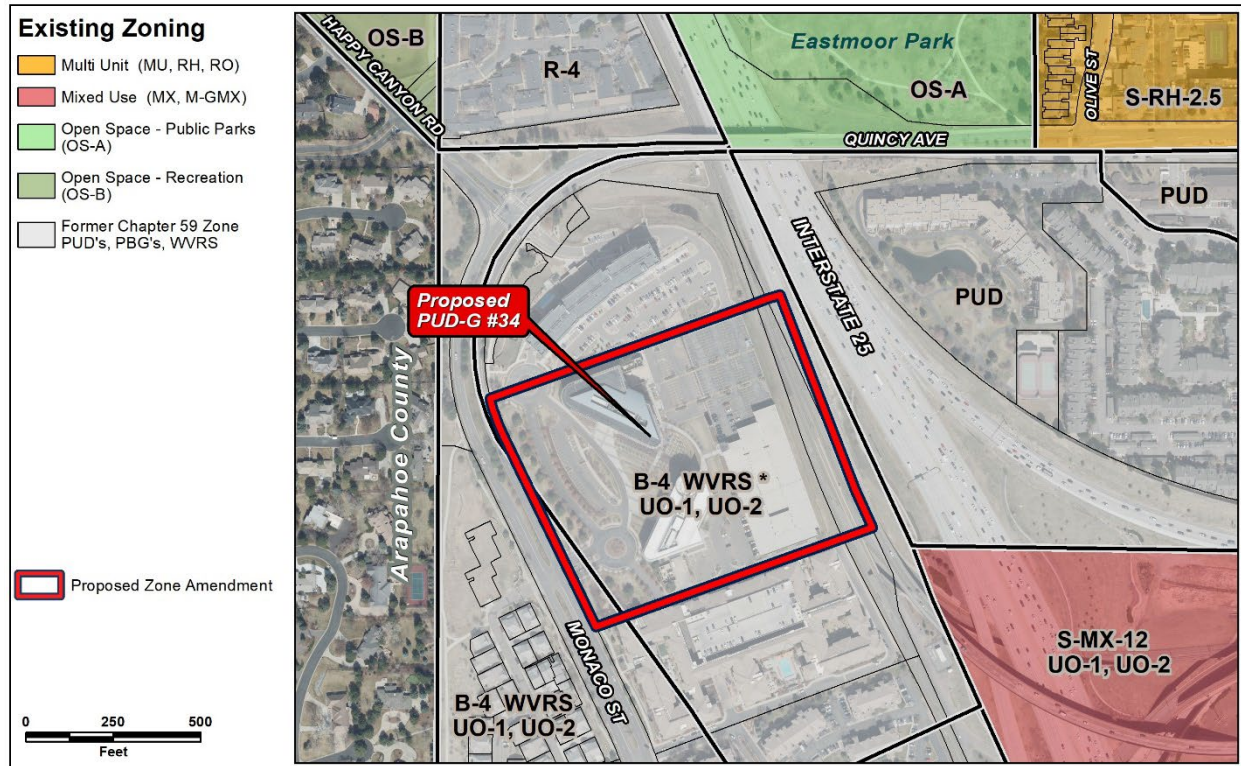 Existing Zoning
Multi Unit (MU, RH, RO)
Mixed Use (MX, M-GMX)
Open Space - Public Parks
(OS-A)
Open Space - Recreation
(OS-B)
Former Chapter 59 Zone
PUD's, PBG's, WVRS
Proposed Zone Amendment
0 250 500
Feet
HAPPY CANYON RD
OS-B
R-4
Eastmoor Park
OS-A
OLIVE ST
S-RH-2.5
QUINCY AVE
PUD
PUD
INTERSTATE 25
Proposed
PUD-G #34
Arapahoe County
B-4 WVRS *
UO-1, UO-2
MONACO ST
B-4 WVRS
UO-1, UO-2
S-MX-12
UO-1, UO-2